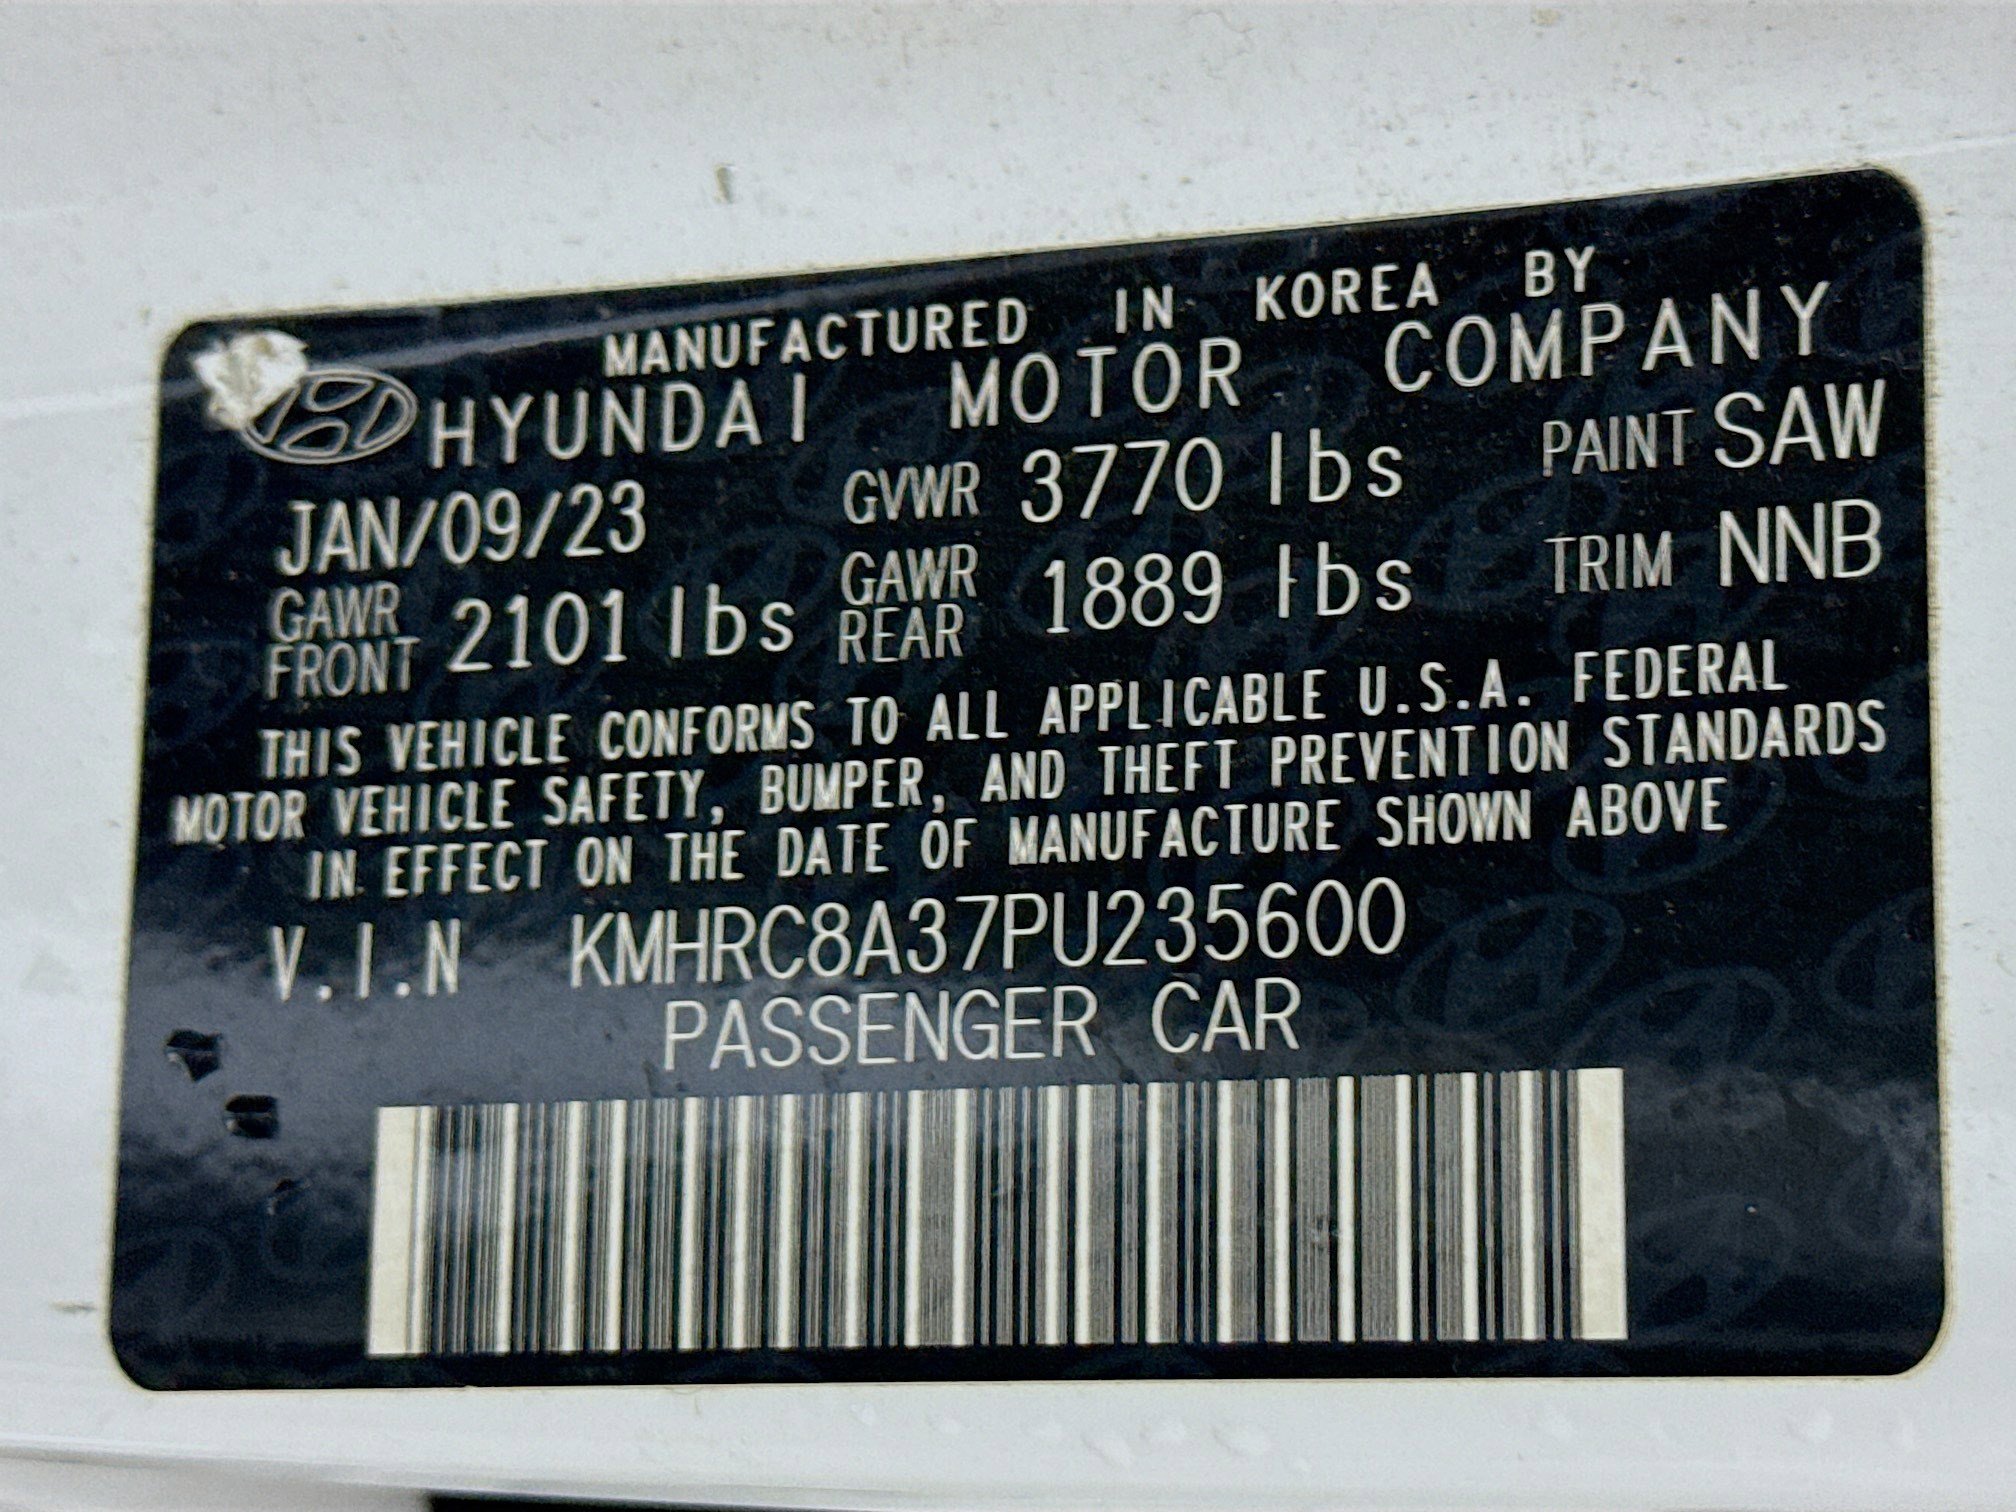 MANUFACTURED IN KOREA BY
HYUNDAI MOTOR COMPANY
JAN/09/23 GVWR 3770 lbs PAINT SAW
GAWR FRONT 2101 lbs GAWR REAR 1889 lbs TRIM NNB
THIS VEHICLE CONFORMS TO ALL APPLICABLE U.S.A. FEDERAL
MOTOR VEHICLE SAFETY, BUMPER, AND THEFT PREVENTION STANDARDS
IN EFFECT ON THE DATE OF MANUFACTURE SHOWN ABOVE
V.I.N KMHRC8A37PU235600
PASSENGER CAR